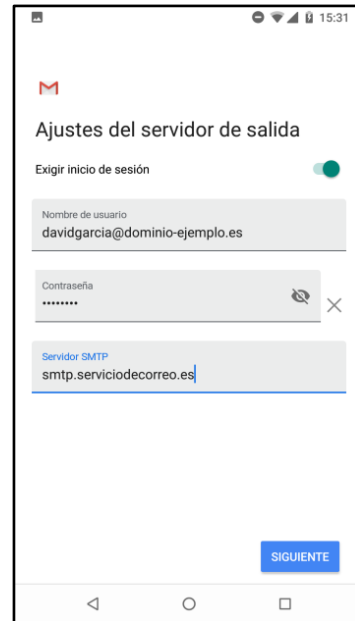 15:31
Ajustes del servidor de salida
Exigir inicio de sesión
Nombre de usuario
davidgarcia@dominio-ejemplo.es
Contraseña
••••••••
Servidor SMTP
smtp.serviciodecorreo.es
SIGUIENTE